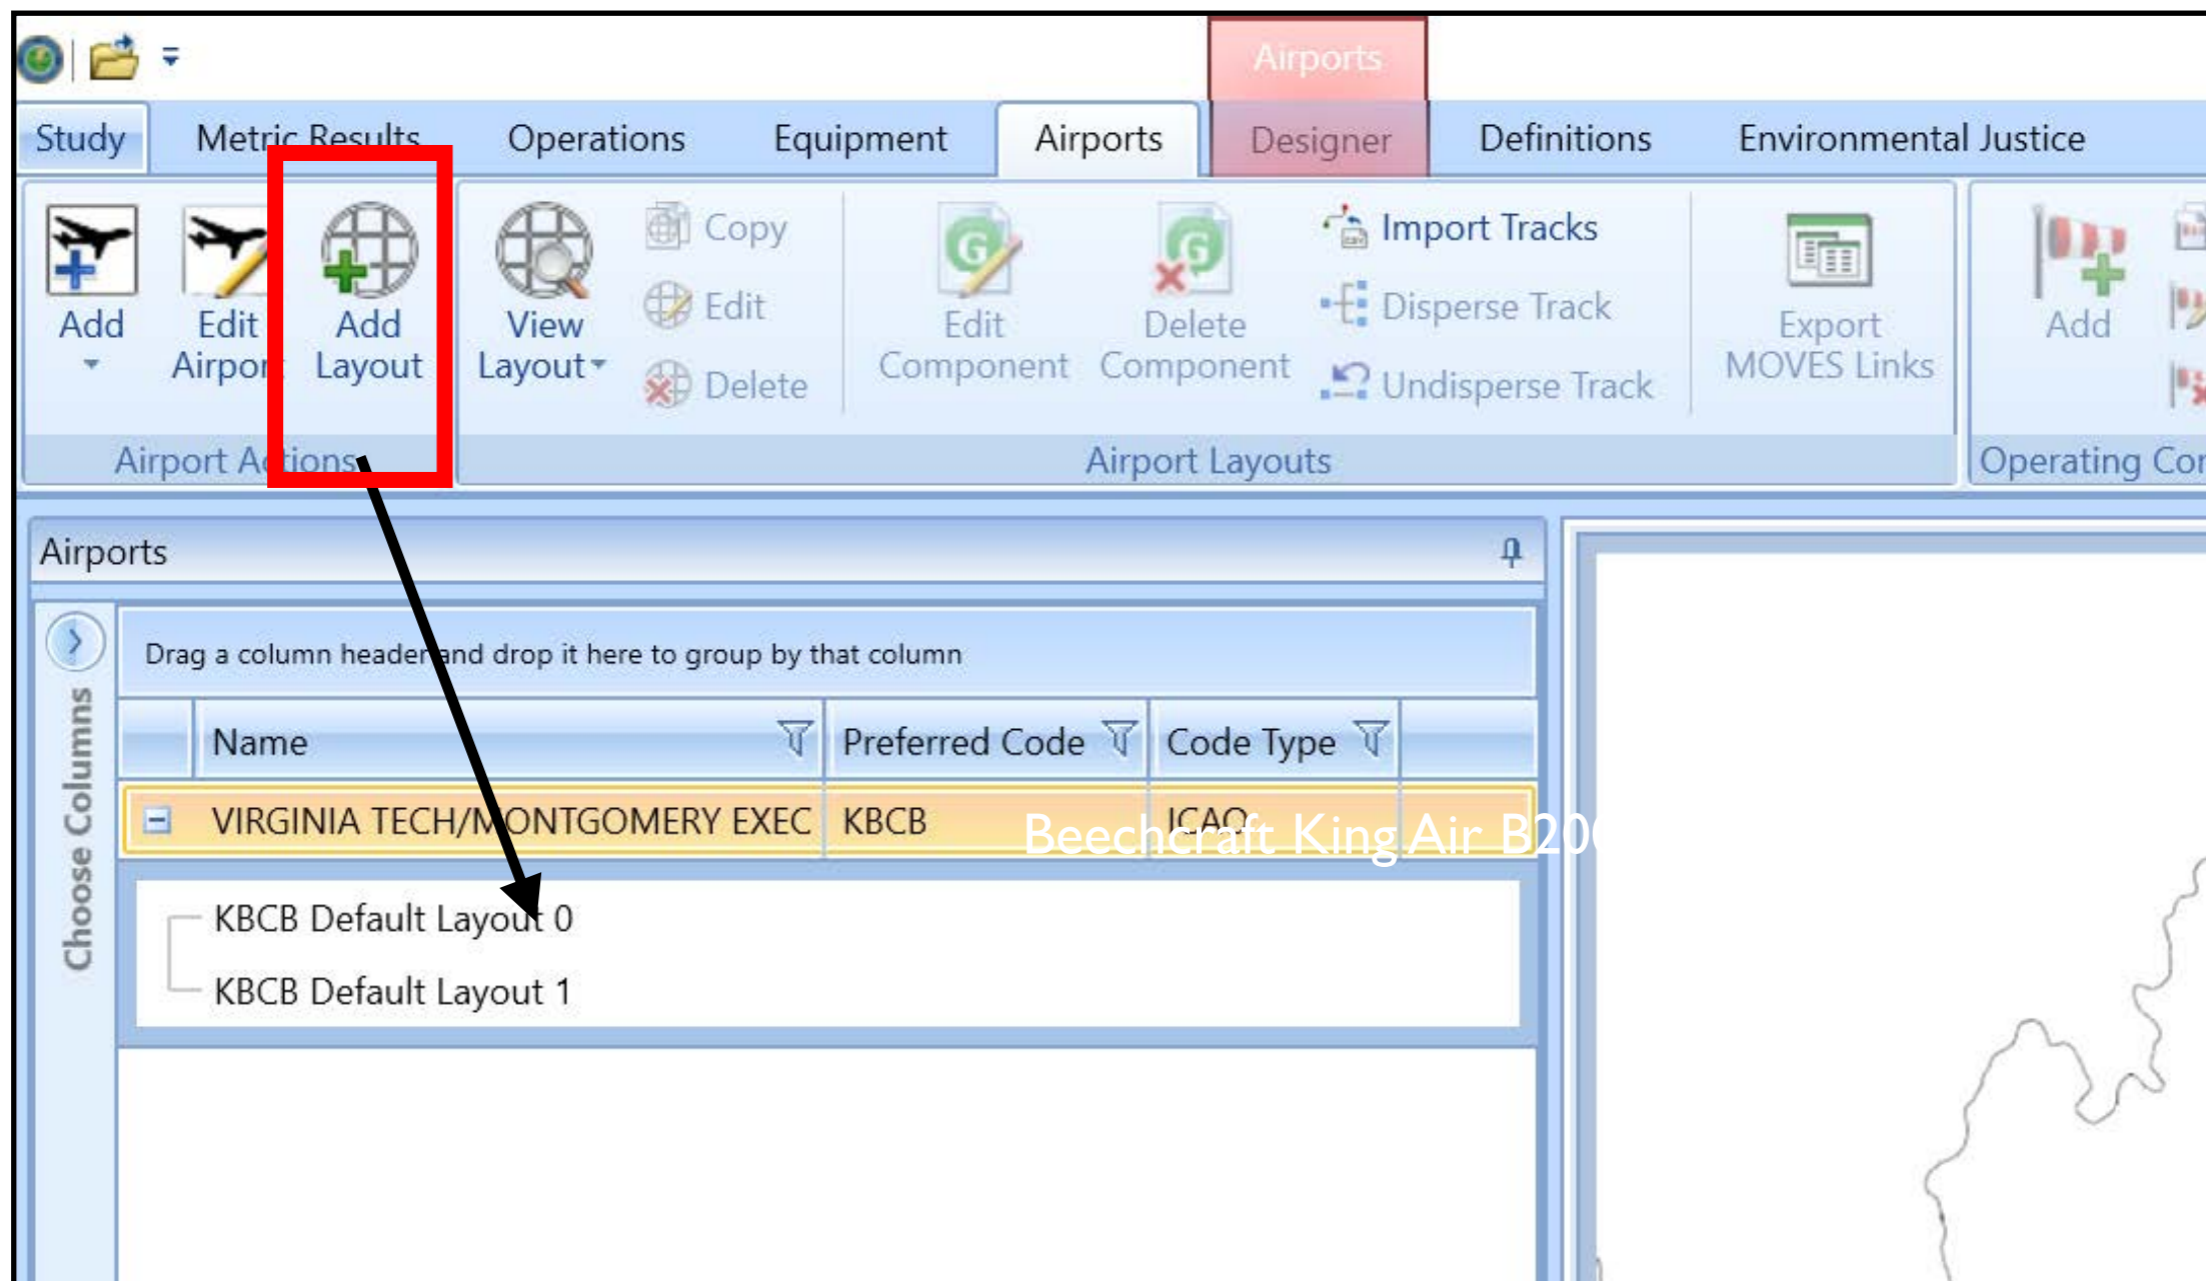 Airports
Study Metric Results Operations Equipment Airports Designer Definitions Environmental Justice
Add
Edit Airport
Add Layout
View Layout
Copy
Edit
Delete
Edit Component
Delete Component
Import Tracks
Disperse Track
Undisperse Track
Export MOVES Links
Add
Airport Actions
Airport Layouts
Operating
Airports
Choose Columns
Drag a column header and drop it here to group by that column
Name Preferred Code Code Type
VIRGINIA TECH/MONTGOMERY EXEC KBCB ICAO
Beechcraft King Air
KBCB Default Layout 0
KBCB Default Layout 1